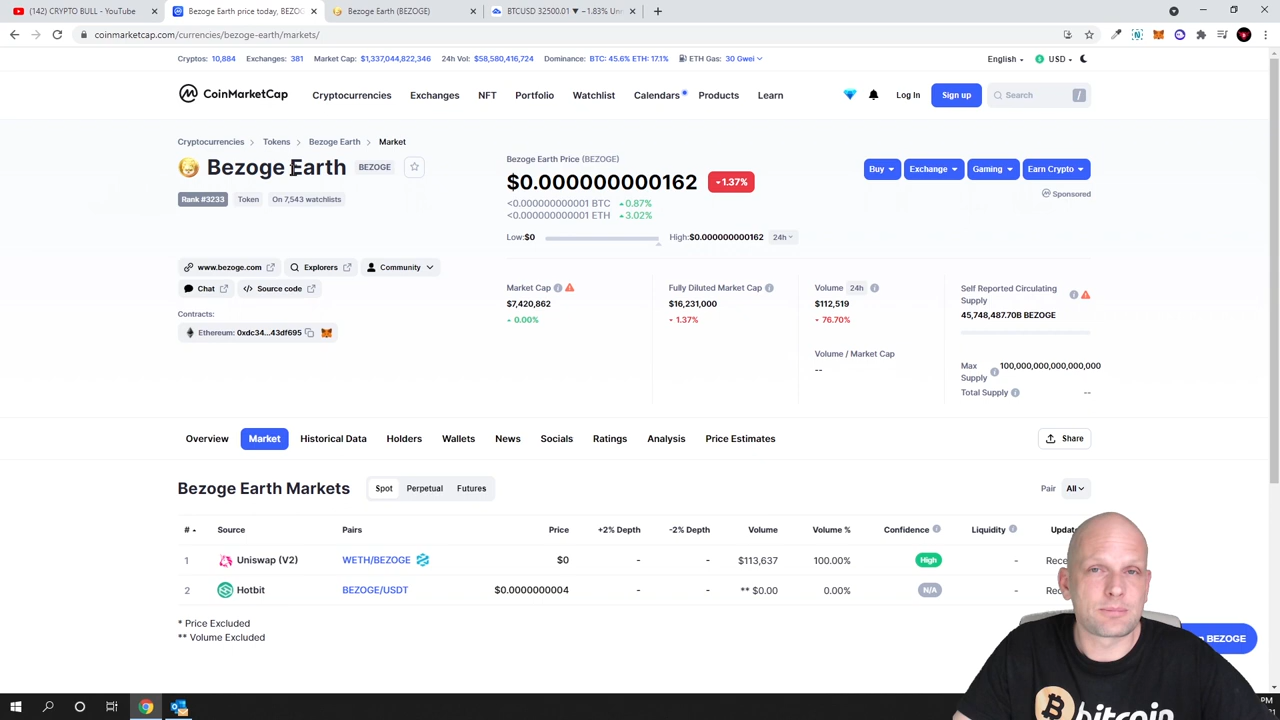 (142) CRYPTO BULL - YouTube
Bezoge Earth price today, BEZOG
Bezoge Earth (BEZOGE)
BTCUSD 32500.01 ▼ −1.83% Unn
coinmarketcap.com/currencies/bezoge-earth/markets/
Cryptos: 10,884 Exchanges: 381 Market Cap: $1,337,044,822,346 24h Vol: $58,580,416,724 Dominance: BTC: 45.6% ETH: 17.1% ETH Gas: 30 Gwei
English USD
CoinMarketCap
Cryptocurrencies Exchanges NFT Portfolio Watchlist Calendars Products Learn
Log In Sign up Search /
Cryptocurrencies > Tokens > Bezoge Earth > Market
Bezoge Earth BEZOGE
Rank #3233 Token On 7,543 watchlists
www.bezoge.com Explorers Community
Chat Source code
Contracts:
Ethereum: 0xdc34...43df695
Bezoge Earth Price (BEZOGE)
$0.000000000162 1.37%
<0.000000000001 BTC 0.87%
<0.000000000001 ETH 3.02%
Low:$0 High:$0.000000000162 24h
Buy Exchange Gaming Earn Crypto
Sponsored
Market Cap
$7,420,862
0.00%
Fully Diluted Market Cap
$16,231,000
1.37%
Volume 24h
$112,519
76.70%
Volume / Market Cap
--
Self Reported Circulating
Supply
45,748,487.70B BEZOGE
Max
Supply
100,000,000,000,000,000
Total Supply --
Overview Market Historical Data Holders Wallets News Socials Ratings Analysis Price Estimates
Share
Bezoge Earth Markets Spot Perpetual Futures
Pair All
# Source Pairs Price +2% Depth -2% Depth Volume Volume % Confidence Liquidity
1 Uniswap (V2) WETH/BEZOGE $0 - - $113,637 100.00% High -
2 Hotbit BEZOGE/USDT $0.0000000004 - - ** $0.00 0.00% N/A -
* Price Excluded
** Volume Excluded
BEZOGE
bitcoin